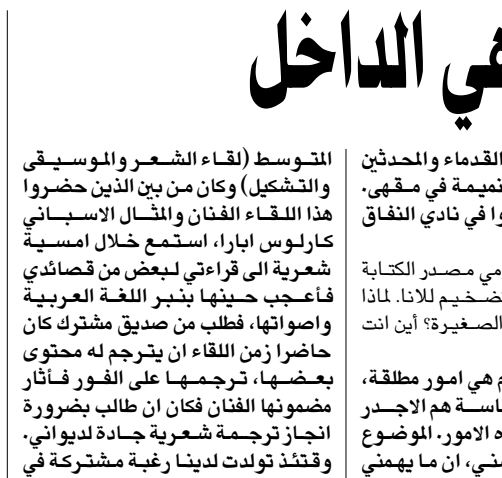 في الداخل
القدماء والمحدثين
نميمة في مقهى.
وا في نادي النفاق
مي مصدر الكتابة
ضخيم للانا. لماذا
الصغيرة؟ أين انت
م هي امور مطلقة،
اسة هم الاجدر
ه الامور. الموضوع
مني، ان ما يهمني
المتوسط (لقاء الشعر والموسيقى
والتشكيل) وكان من بين الذين حضروا
هذا اللقاء الفنان والمثال الاسباني
كارلوس ابارا، استمع خلال امسية
شعرية الى قراءتي لبعض من قصائدي
فأعجب حينها بنبر اللغة العربية
واصواتها، فطلب من صديق مشترك كان
حاضرا زمن اللقاء ان يترجم له محتوى
بعضها، ترجمها على الفور فأثار
مضمونها الفنان فكان ان طالب بضرورة
انجاز ترجمة شعرية جادة لديواني.
وقتئذ تولدت لدينا رغبة مشتركة في